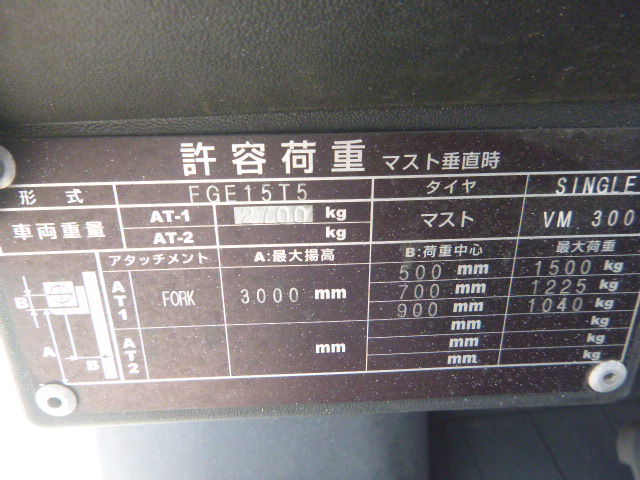 許容荷重 マスト垂直時
形式 FGE15T5 タイヤ SINGLE
車両重量 AT-1 2700 kg マスト VM 300
AT-2 kg
アタッチメント A:最大揚高 B:荷重中心 最大荷重
AT1 FORK 3000 mm 500 mm 1500 kg
700 mm 1225 kg
900 mm 1040 kg
AT2 mm mm kg
mm kg
mm kg
B
A
B